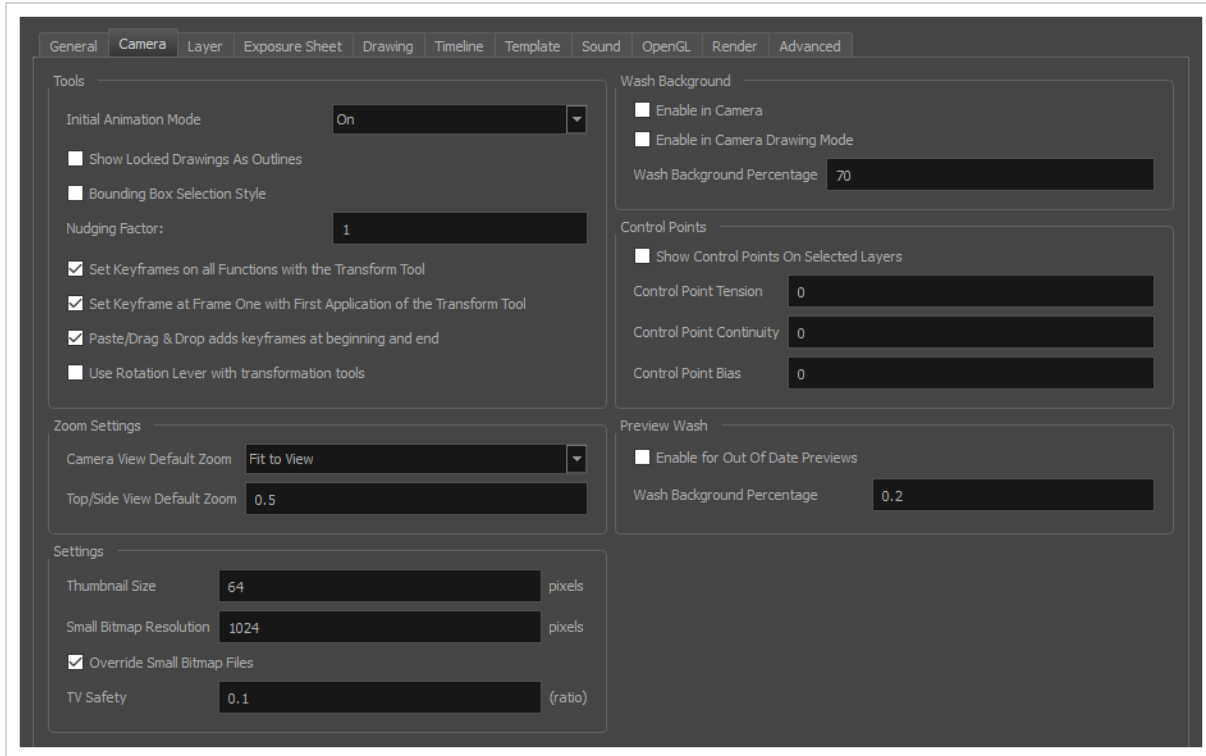 General Camera Layer Exposure Sheet Drawing Timeline Template Sound OpenGL Render Advanced
Tools
Initial Animation Mode On
Show Locked Drawings As Outlines
Bounding Box Selection Style
Nudging Factor: 1
Set Keyframes on all Functions with the Transform Tool
Set Keyframe at Frame One with First Application of the Transform Tool
Paste/Drag & Drop adds keyframes at beginning and end
Use Rotation Lever with transformation tools
Zoom Settings
Camera View Default Zoom Fit to View
Top/Side View Default Zoom 0.5
Settings
Thumbnail Size 64 pixels
Small Bitmap Resolution 1024 pixels
Override Small Bitmap Files
TV Safety 0.1 (ratio)
Wash Background
Enable in Camera
Enable in Camera Drawing Mode
Wash Background Percentage 70
Control Points
Show Control Points On Selected Layers
Control Point Tension 0
Control Point Continuity 0
Control Point Bias 0
Preview Wash
Enable for Out Of Date Previews
Wash Background Percentage 0.2